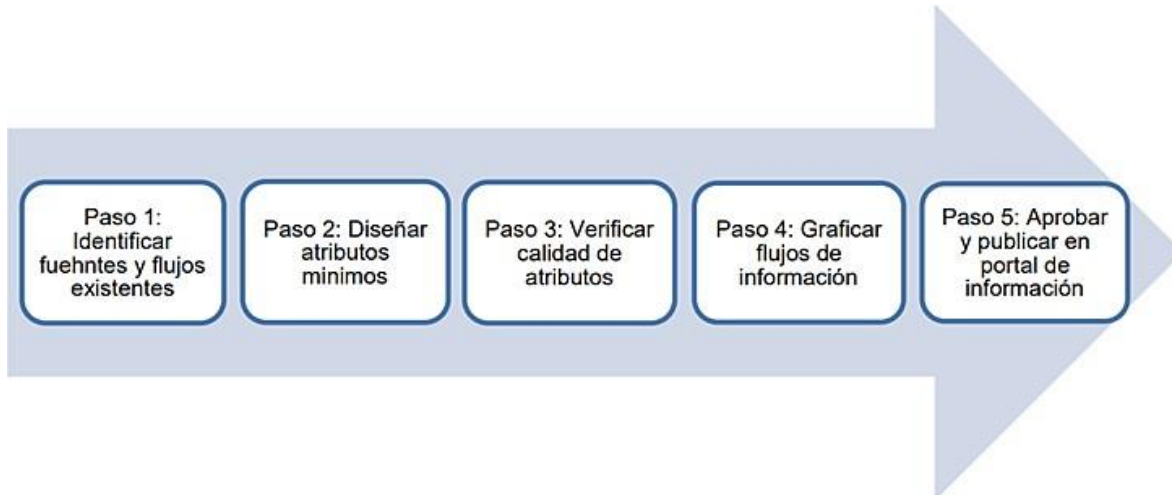 Paso 1:
Identificar
fuehntes y flujos
existentes
Paso 2: Diseñar
atributos
minimos
Paso 3: Verificar
calidad de
atributos
Paso 4: Graficar
flujos de
información
Paso 5: Aprobar
y publicar en
portal de
información